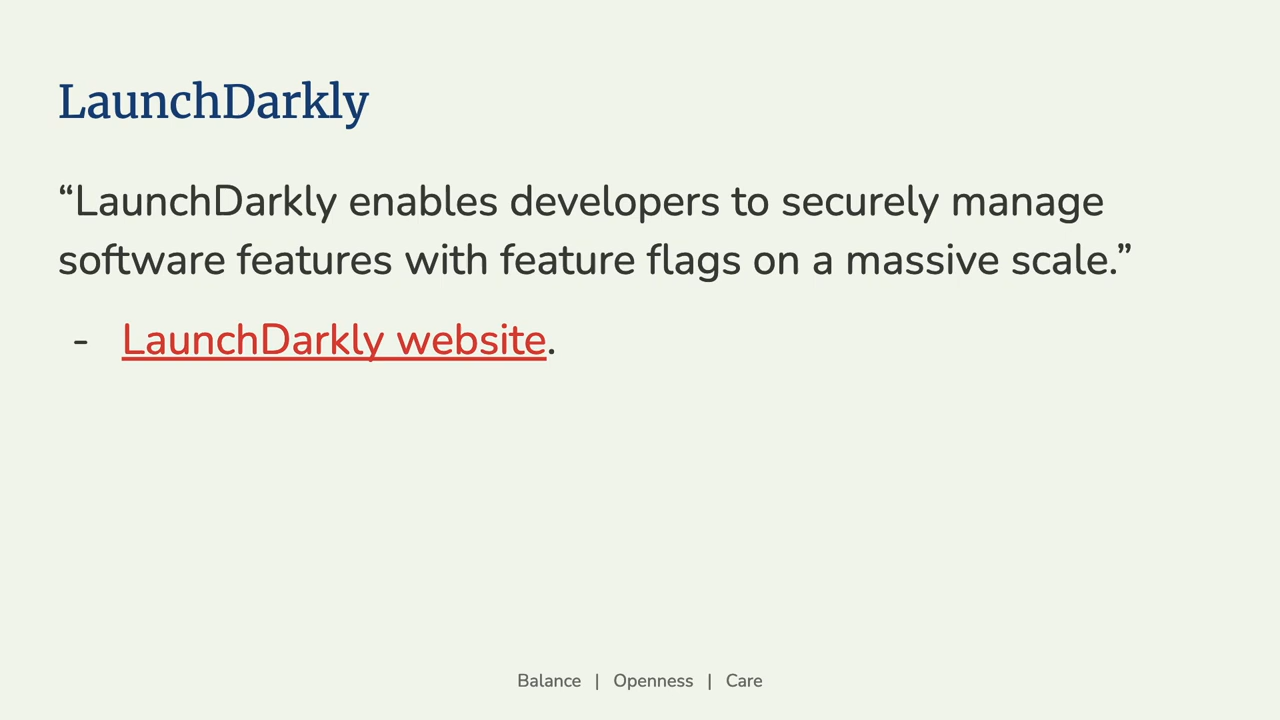 LaunchDarkly
“LaunchDarkly enables developers to securely manage
software features with feature flags on a massive scale.”
- LaunchDarkly website.
Balance | Openness | Care